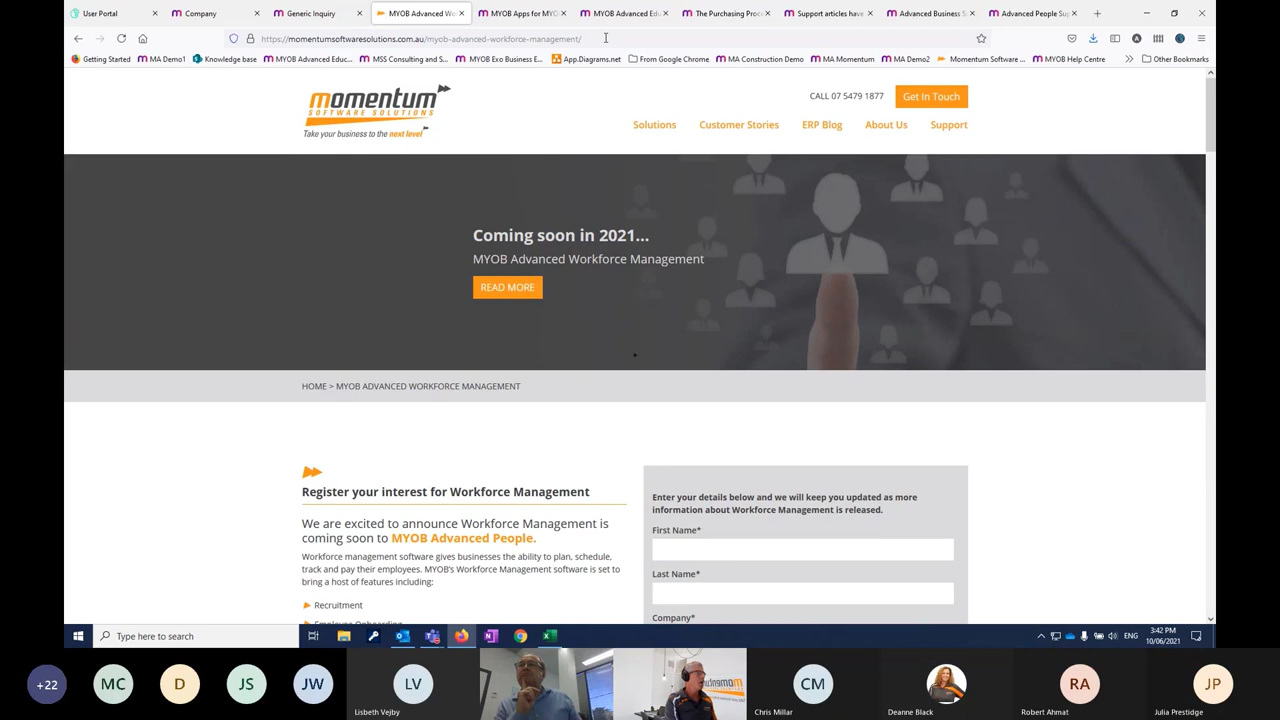 User Portal
Company
Generic Inquiry
MYOB Advanced Wo
MYOB Apps for MYO
MYOB Advanced Edu
The Purchasing Proce
Support articles have
Advanced Business S
Advanced People Sup
https://momentumsoftwaresolutions.com.au/myob-advanced-workforce-management/
Getting Started
MA Demo1
Knowledge base
MYOB Advanced Educ...
MSS Consulting and S...
MYOB Exo Business E...
App.Diagrams.net
From Google Chrome
MA Construction Demo
MA Momentum
MA Demo2
Momentum Software ...
MYOB Help Centre
Other Bookmarks
momentum
SOFTWARE SOLUTIONS
Take your business to the next level
CALL 07 5479 1877
Get In Touch
Solutions
Customer Stories
ERP Blog
About Us
Support
Coming soon in 2021...
MYOB Advanced Workforce Management
READ MORE
HOME > MYOB ADVANCED WORKFORCE MANAGEMENT
Register your interest for Workforce Management
We are excited to announce Workforce Management is
coming soon to MYOB Advanced People.
Workforce management software gives businesses the ability to plan, schedule,
track and pay their employees. MYOB's Workforce Management software is set to
bring a host of features including:
Recruitment
Employee Onboarding
Enter your details below and we will keep you updated as more
information about Workforce Management is released.
First Name*
Last Name*
Company*
Type here to search
ENG
3:42 PM
10/06/2021
+22
MC
D
JS
JW
LV
Lisbeth Vejby
CM
Chris Millar
Deanne Black
RA
Robert Ahmat
JP
Julia Prestidge